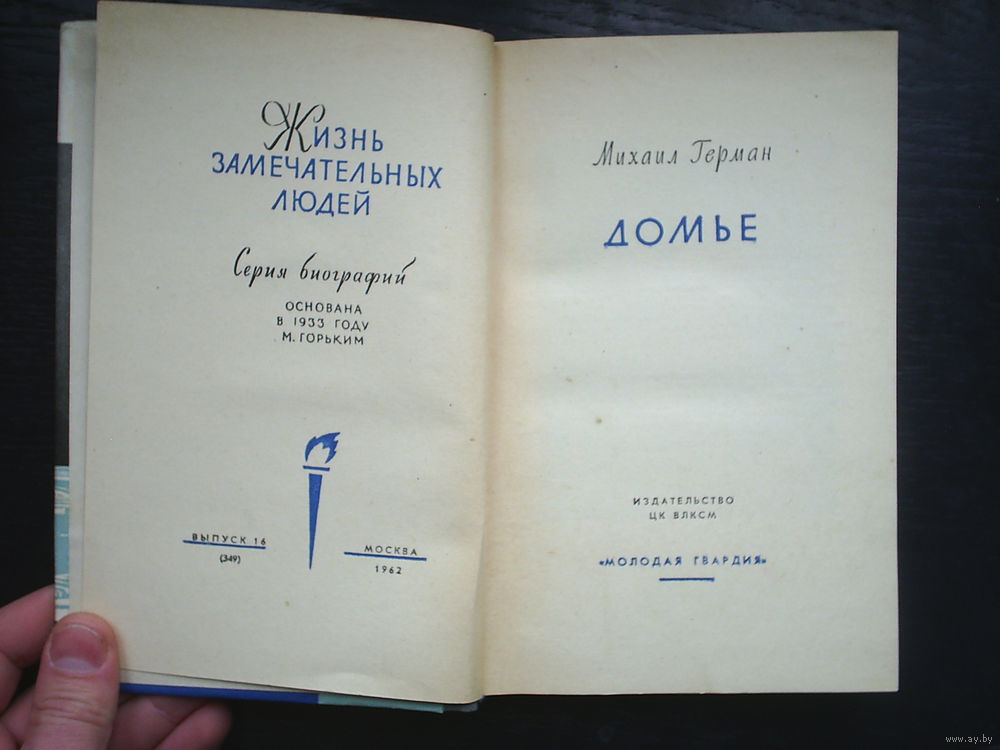 Жизнь
ЗАМЕЧАТЕЛЬНЫХ
ЛЮДЕЙ
Серия биографий
ОСНОВАНА
В 1933 ГОДУ
М. ГОРЬКИМ
ВЫПУСК 16
(349)
МОСКВА
1962
Михаил Герман
ДОМЬЕ
ИЗДАТЕЛЬСТВО
ЦК ВЛКСМ
«МОЛОДАЯ ГВАРДИЯ»
www.ay.by